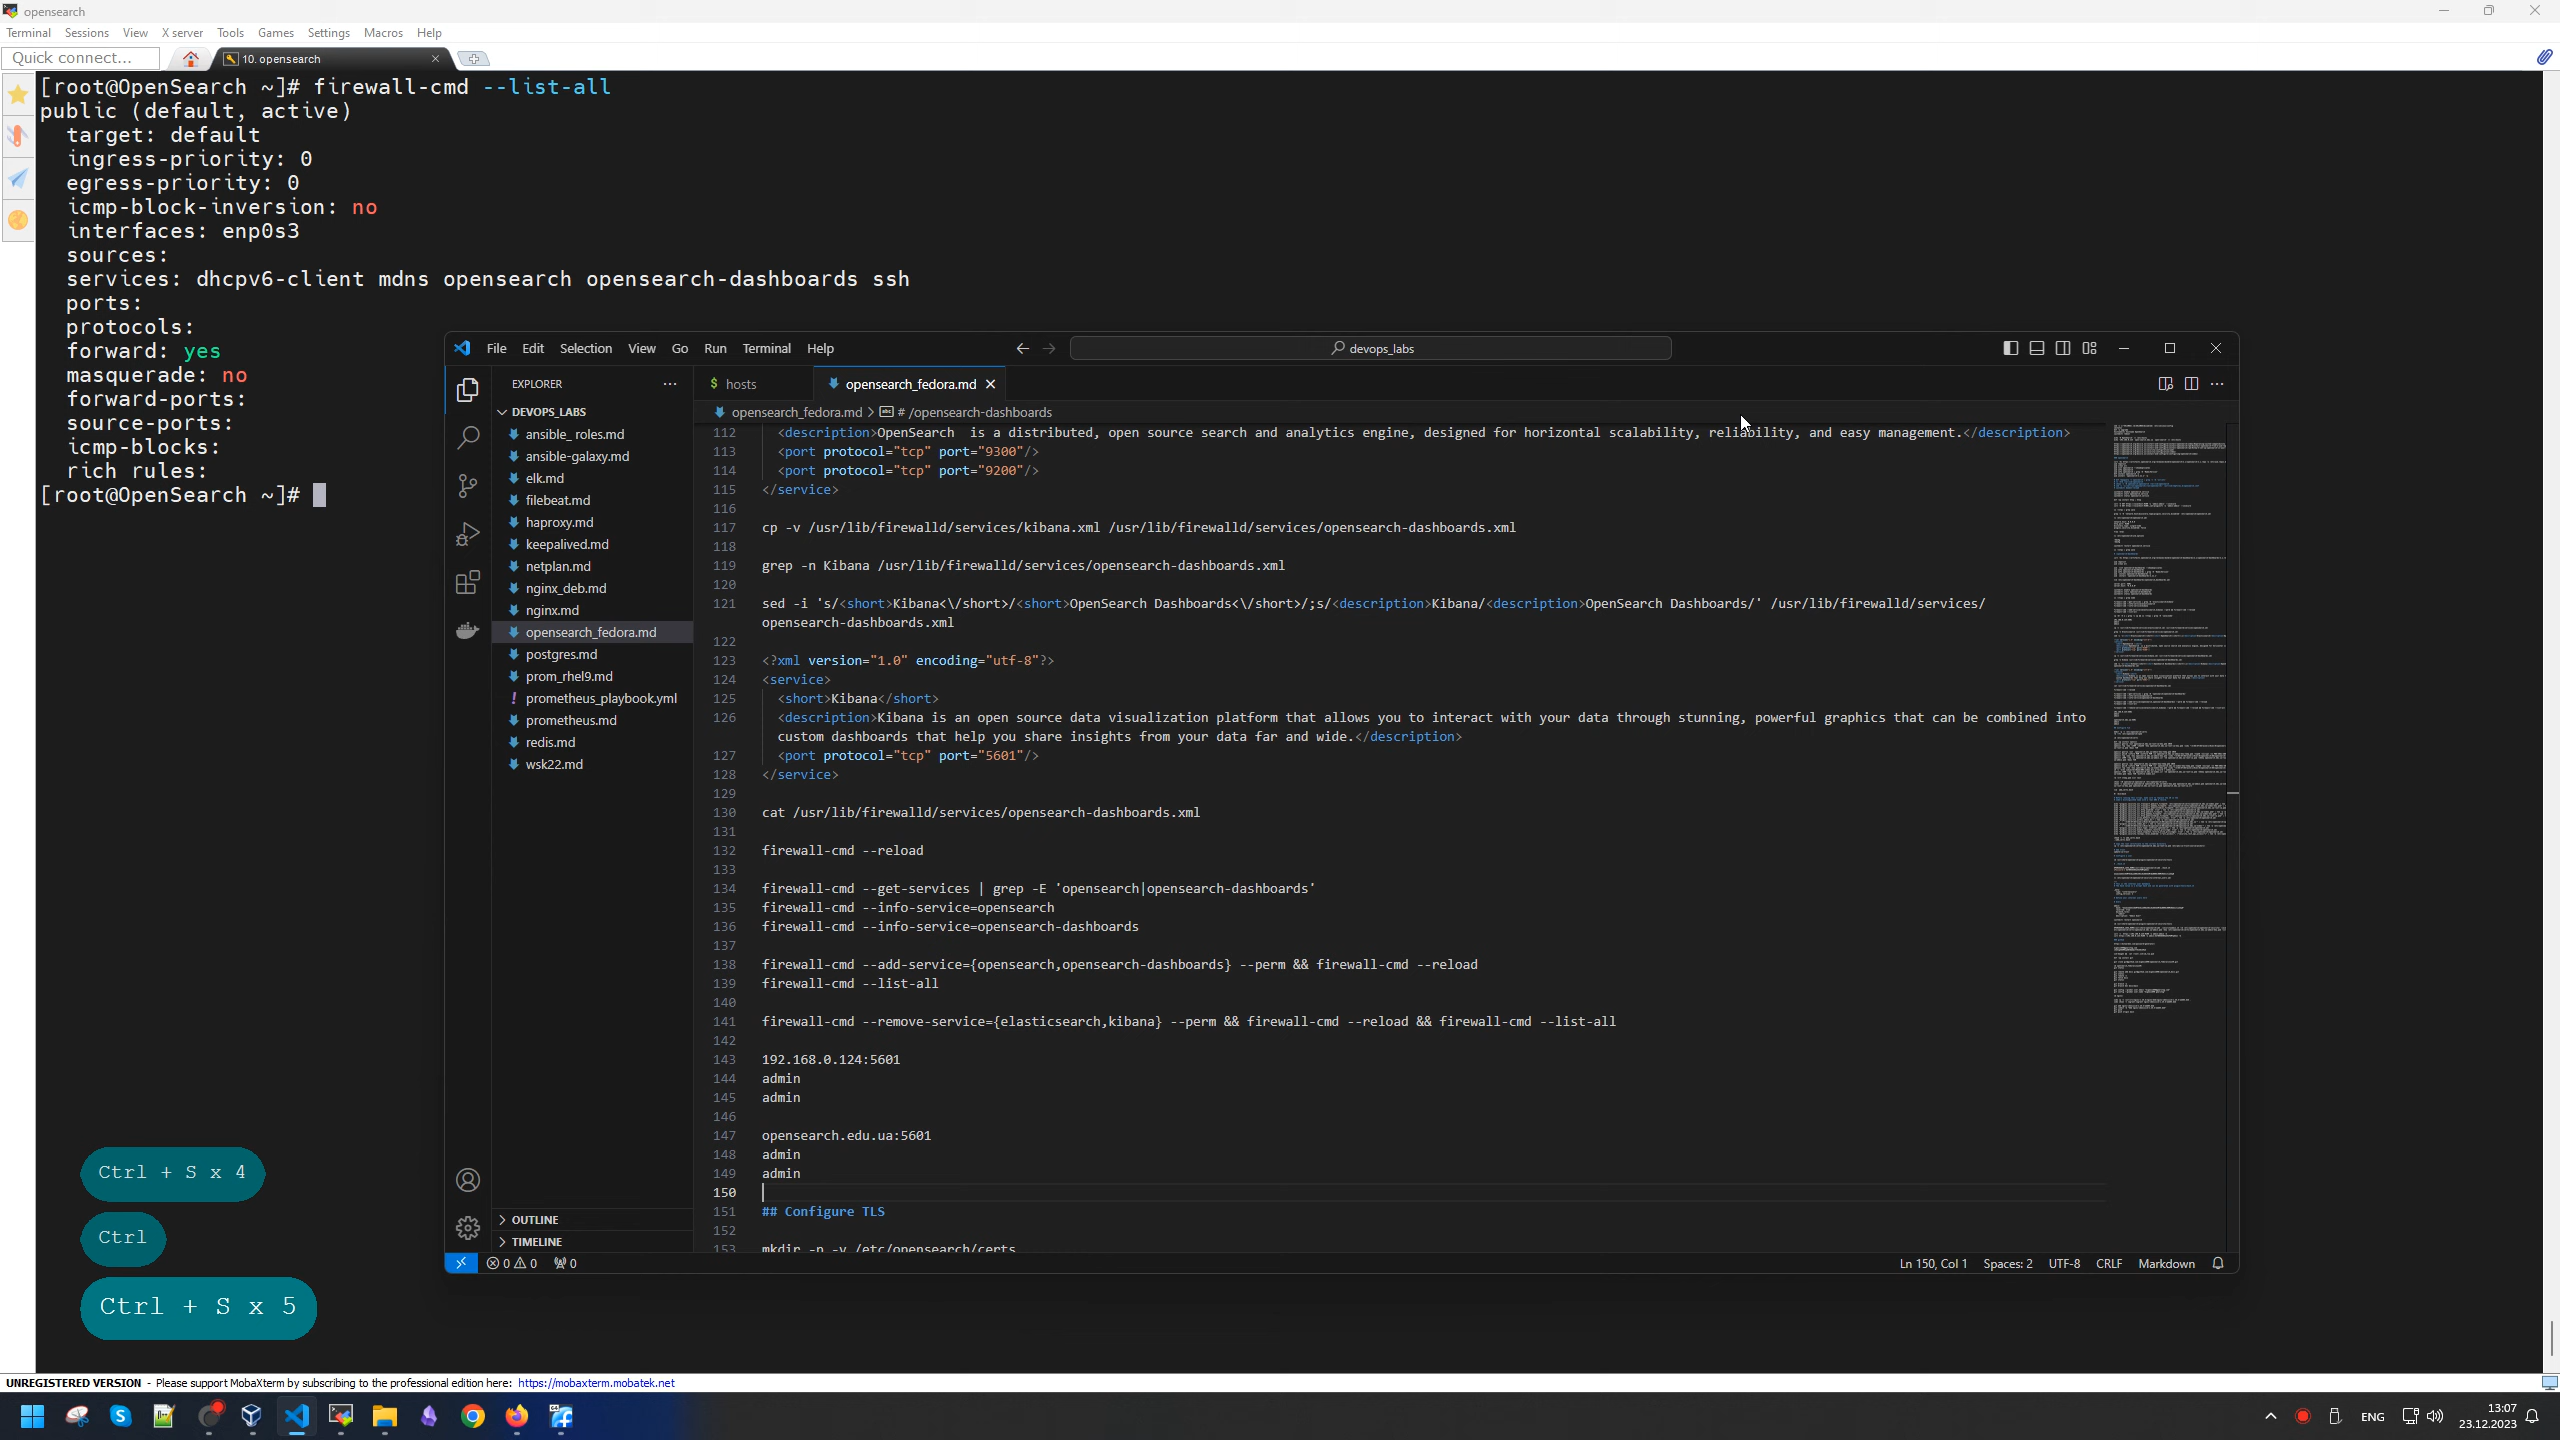 opensearch
Terminal Sessions View X server Tools Games Settings Macros Help
Quick connect... 10. opensearch
[root@OpenSearch ~]# firewall-cmd --list-all
public (default, active)
target: default
ingress-priority: 0
egress-priority: 0
icmp-block-inversion: no
interfaces: enp0s3
sources:
services: dhcpv6-client mdns opensearch opensearch-dashboards ssh
ports:
protocols:
forward: yes
masquerade: no
forward-ports:
source-ports:
icmp-blocks:
rich rules:
[root@OpenSearch ~]#
File Edit Selection View Go Run Terminal Help
devops_labs
EXPLORER
DEVOPS_LABS
ansible_ roles.md
ansible-galaxy.md
elk.md
filebeat.md
haproxy.md
keepalived.md
netplan.md
nginx_deb.md
nginx.md
opensearch_fedora.md
postgres.md
prom_rhel9.md
! prometheus_playbook.yml
prometheus.md
redis.md
wsk22.md
OUTLINE
TIMELINE
$ hosts
opensearch_fedora.md
opensearch_fedora.md > # /opensearch-dashboards
112 <description>OpenSearch  is a distributed, open source search and analytics engine, designed for horizontal scalability, reliability, and easy management.</description>
113 <port protocol="tcp" port="9300"/>
114 <port protocol="tcp" port="9200"/>
115 </service>
116
117 cp -v /usr/lib/firewalld/services/kibana.xml /usr/lib/firewalld/services/opensearch-dashboards.xml
118
119 grep -n Kibana /usr/lib/firewalld/services/opensearch-dashboards.xml
120
121 sed -i 's/<short>Kibana<\/short>/<short>OpenSearch Dashboards<\/short>/;s/<description>Kibana/<description>OpenSearch Dashboards/' /usr/lib/firewalld/services/
opensearch-dashboards.xml
122
123 <?xml version="1.0" encoding="utf-8"?>
124 <service>
125 <short>Kibana</short>
126 <description>Kibana is an open source data visualization platform that allows you to interact with your data through stunning, powerful graphics that can be combined into
custom dashboards that help you share insights from your data far and wide.</description>
127 <port protocol="tcp" port="5601"/>
128 </service>
129
130 cat /usr/lib/firewalld/services/opensearch-dashboards.xml
131
132 firewall-cmd --reload
133
134 firewall-cmd --get-services | grep -E 'opensearch|opensearch-dashboards'
135 firewall-cmd --info-service=opensearch
136 firewall-cmd --info-service=opensearch-dashboards
137
138 firewall-cmd --add-service={opensearch,opensearch-dashboards} --perm && firewall-cmd --reload
139 firewall-cmd --list-all
140
141 firewall-cmd --remove-service={elasticsearch,kibana} --perm && firewall-cmd --reload && firewall-cmd --list-all
142
143 192.168.0.124:5601
144 admin
145 admin
146
147 opensearch.edu.ua:5601
148 admin
149 admin
150
151 ## Configure TLS
152
153 mkdir -p -v /etc/opensearch/certs
0 0 0
Ln 150, Col 1 Spaces: 2 UTF-8 CRLF Markdown
Ctrl + S x 4
Ctrl
Ctrl + S x 5
UNREGISTERED VERSION - Please support MobaXterm by subscribing to the professional edition here: https://mobaxterm.mobatek.net
ENG
13:07
23.12.2023